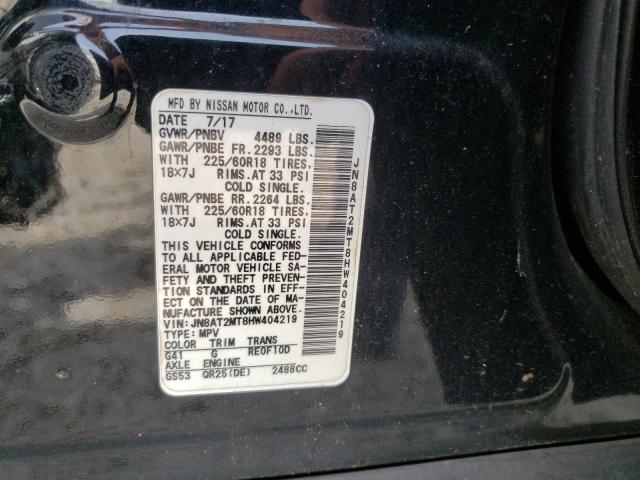 MFD BY NISSAN MOTOR CO.,LTD.
DATE 7/17
GVWR/PNBV 4489 LBS.
GAWR/PNBE FR. 2293 LBS.
WITH 225/60R18 TIRES.
18X7J RIMS. AT 33 PSI
COLD SINGLE.
GAWR/PNBE RR. 2264 LBS.
WITH 225/60R18 TIRES.
18X7J RIMS. AT 33 PSI
COLD SINGLE.
THIS VEHICLE CONFORMS
TO ALL APPLICABLE FED-
ERAL MOTOR VEHICLE SA-
FETY AND THEFT PREVEN-
TION STANDARDS IN EFF-
ECT ON THE DATE OF MA-
NUFACTURE SHOWN ABOVE.
VIN: JN8AT2MT8HW404219
TYPE: MPV
COLOR TRIM TRANS
G41 G RE0F10D
AXLE ENGINE
GS53 QR25(DE) 2488CC
JN8AT2MT8HW404219